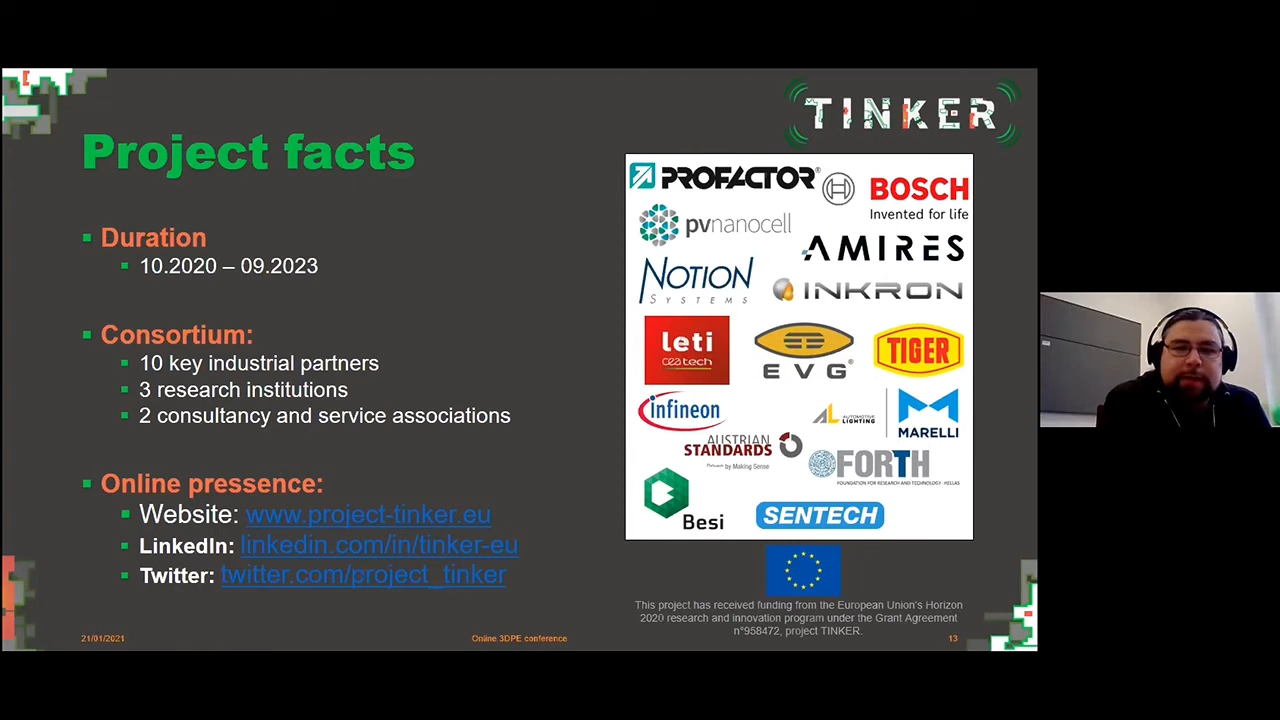 TINKER
Project facts
Duration
10.2020 – 09.2023
Consortium:
10 key industrial partners
3 research institutions
2 consultancy and service associations
Online pressence:
Website: www.project-tinker.eu
LinkedIn: linkedin.com/in/tinker-eu
Twitter: twitter.com/project_tinker
PROFACTOR®
BOSCH
Invented for life
pvnanocell
AMIRES
NOTION
SYSTEMS
INKRON
leti
ceatech
EVG®
TIGER
infineon
AL AUTOMOTIVE
LIGHTING
MARELLI
AUSTRIAN
STANDARDS
Network by Making Sense
FORTH
FOUNDATION FOR RESEARCH AND TECHNOLOGY - HELLAS
Besi
SENTECH
This project has received funding from the European Union's Horizon
2020 research and innovation program under the Grant Agreement
n°958472, project TINKER.
21/01/2021
Online 3DPE conference
13